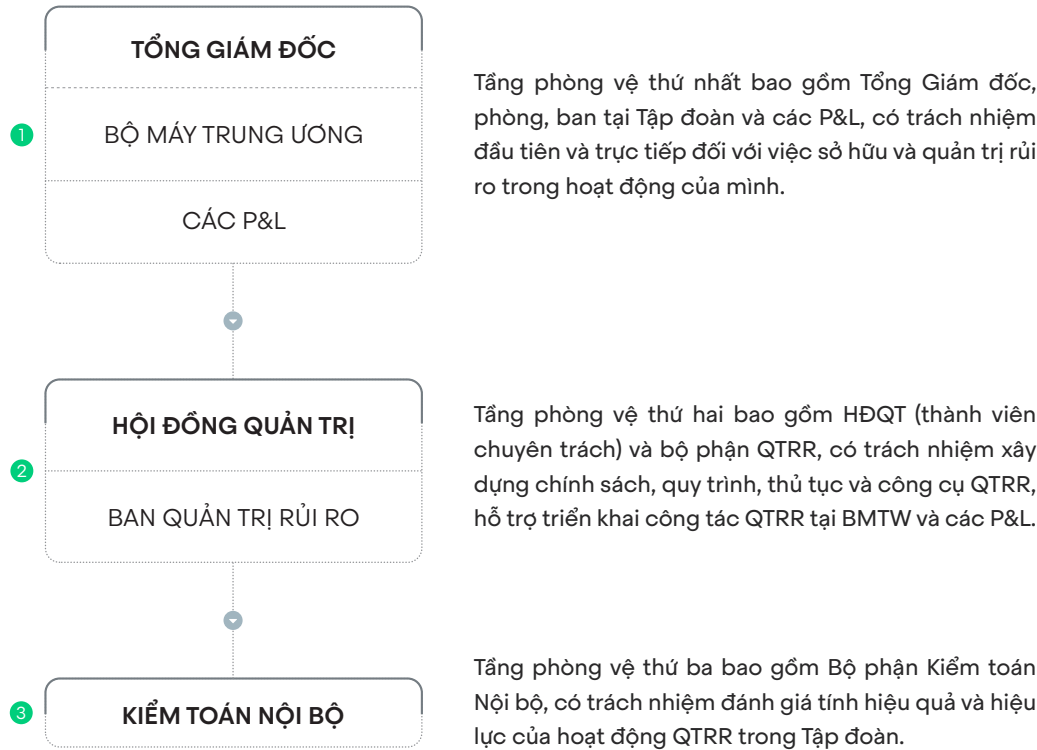 TỔNG GIÁM ĐỐC
1
BỘ MÁY TRUNG ƯƠNG
CÁC P&L
Tầng phòng vệ thứ nhất bao gồm Tổng Giám đốc,
phòng, ban tại Tập đoàn và các P&L, có trách nhiệm
đầu tiên và trực tiếp đối với việc sở hữu và quản trị rủi
ro trong hoạt động của mình.
HỘI ĐỒNG QUẢN TRỊ
2
BAN QUẢN TRỊ RỦI RO
Tầng phòng vệ thứ hai bao gồm HĐQT (thành viên
chuyên trách) và bộ phận QTRR, có trách nhiệm xây
dựng chính sách, quy trình, thủ tục và công cụ QTRR,
hỗ trợ triển khai công tác QTRR tại BMTW và các P&L.
3
KIỂM TOÁN NỘI BỘ
Tầng phòng vệ thứ ba bao gồm Bộ phận Kiểm toán
Nội bộ, có trách nhiệm đánh giá tính hiệu quả và hiệu
lực của hoạt động QTRR trong Tập đoàn.